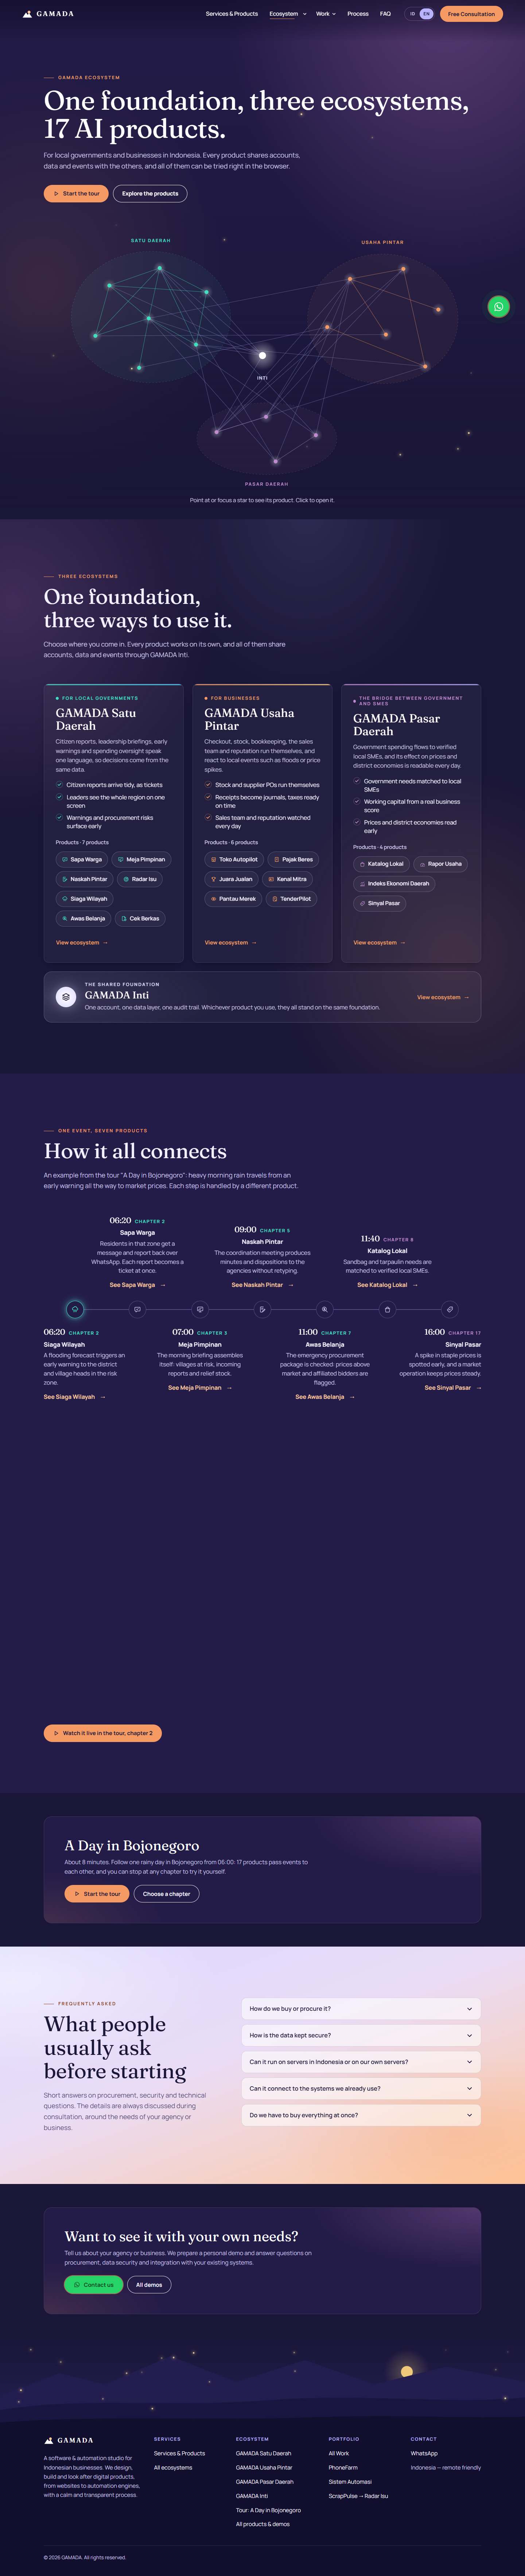 GAMADA
Services & Products
Ecosystem
Work
Process
FAQ
ID
EN
Free Consultation
GAMADA ECOSYSTEM
One foundation, three ecosystems,
17 AI products.
For local governments and businesses in Indonesia. Every product shares accounts,
data and events with the others, and all of them can be tried right in the browser.
Start the tour
Explore the products
SATU DAERAH
USAHA PINTAR
INTI
PASAR DAERAH
Point at or focus a star to see its product. Click to open it.
THREE ECOSYSTEMS
One foundation,
three ways to use it.
Choose where you come in. Every product works on its own, and all of them share
accounts, data and events through GAMADA Inti.
FOR LOCAL GOVERNMENTS
GAMADA Satu
Daerah
Citizen reports, leadership briefings, early
warnings and spending oversight speak
one language, so decisions come from the
same data.
Citizen reports arrive tidy, as tickets
Leaders see the whole region on one
screen
Warnings and procurement risks
surface early
Products · 7 products
Sapa Warga
Meja Pimpinan
Naskah Pintar
Radar Isu
Siaga Wilayah
Awas Belanja
Cek Berkas
View ecosystem →
FOR BUSINESSES
GAMADA Usaha
Pintar
Checkout, stock, bookkeeping, the sales
team and reputation run themselves, and
react to local events such as floods or price
spikes.
Stock and supplier POs run themselves
Receipts become journals, taxes ready
on time
Sales team and reputation watched
every day
Products · 6 products
Toko Autopilot
Pajak Beres
Juara Jualan
Kenal Mitra
Pantau Merek
TenderPilot
View ecosystem →
THE BRIDGE BETWEEN GOVERNMENT
AND SMES
GAMADA Pasar
Daerah
Government spending flows to verified
local SMEs, and its effect on prices and
district economies is readable every day.
Government needs matched to local
SMEs
Working capital from a real business
score
Prices and district economies read
early
Products · 4 products
Katalog Lokal
Rapor Usaha
Indeks Ekonomi Daerah
Sinyal Pasar
View ecosystem →
THE SHARED FOUNDATION
GAMADA Inti
One account, one data layer, one audit trail. Whichever product you use, they all stand on the same foundation.
View ecosystem →
ONE EVENT, SEVEN PRODUCTS
How it all connects
An example from the tour "A Day in Bojonegoro": heavy morning rain travels from an
early warning all the way to market prices. Each step is handled by a different product.
06:20 CHAPTER 2
Sapa Warga
Residents in that zone get a
message and report back over
WhatsApp. Each report becomes a
ticket at once.
See Sapa Warga →
09:00 CHAPTER 5
Naskah Pintar
The coordination meeting produces
minutes and dispositions to the
agencies without retyping.
See Naskah Pintar →
11:40 CHAPTER 8
Katalog Lokal
Sandbag and tarpaulin needs are
matched to verified local SMEs.
See Katalog Lokal →
06:20 CHAPTER 2
Siaga Wilayah
A flooding forecast triggers an
early warning to the district
and village heads in the risk
zone.
See Siaga Wilayah →
07:00 CHAPTER 3
Meja Pimpinan
The morning briefing assembles
itself: villages at risk, incoming
reports and relief stock.
See Meja Pimpinan →
11:00 CHAPTER 7
Awas Belanja
The emergency procurement
package is checked: prices above
market and affiliated bidders are
flagged.
See Awas Belanja →
16:00 CHAPTER 17
Sinyal Pasar
A spike in staple prices is
spotted early, and a market
operation keeps prices steady.
See Sinyal Pasar →
Watch it live in the tour, chapter 2
A Day in Bojonegoro
About 8 minutes. Follow one rainy day in Bojonegoro from 06:00: 17 products pass events to
each other, and you can stop at any chapter to try it yourself.
Start the tour
Choose a chapter
FREQUENTLY ASKED
What people
usually ask
before starting
Short answers on procurement, security and technical
questions. The details are always discussed during
consultation, around the needs of your agency or
business.
How do we buy or procure it?
How is the data kept secure?
Can it run on servers in Indonesia or on our own servers?
Can it connect to the systems we already use?
Do we have to buy everything at once?
Want to see it with your own needs?
Tell us about your agency or business. We prepare a personal demo and answer questions on
procurement, data security and integration with your existing systems.
Contact us
All demos
GAMADA
A software & automation studio for
Indonesian businesses. We design,
build and look after digital products,
from websites to automation engines,
with a calm and transparent process.
SERVICES
Services & Products
All ecosystems
ECOSYSTEM
GAMADA Satu Daerah
GAMADA Usaha Pintar
GAMADA Pasar Daerah
GAMADA Inti
Tour: A Day in Bojonegoro
All products & demos
PORTFOLIO
All Work
PhoneFarm
Sistem Automasi
ScrapPulse → Radar Isu
CONTACT
WhatsApp
Indonesia — remote friendly
© 2026 GAMADA. All rights reserved.